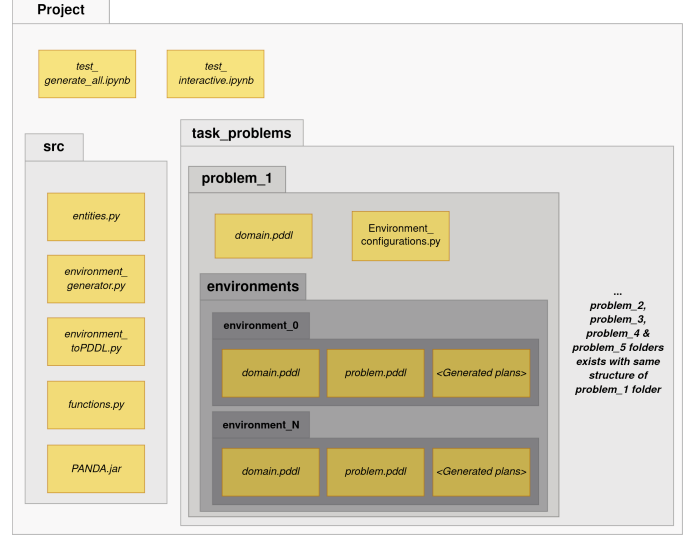 Project
test_
generate_all.ipynb
test_
interactive.ipynb
src
entities.py
environment_
generator.py
environment_
toPDDL.py
functions.py
PANDA.jar
task_problems
problem_1
domain.pddl
Environment_
configurations.py
environments
environment_0
domain.pddl
problem.pddl
<Generated plans>
environment_N
domain.pddl
problem.pddl
<Generated plans>
...
problem_2,
problem_3,
problem_4 &
problem_5 folders
exists with same
structure of
problem_1 folder